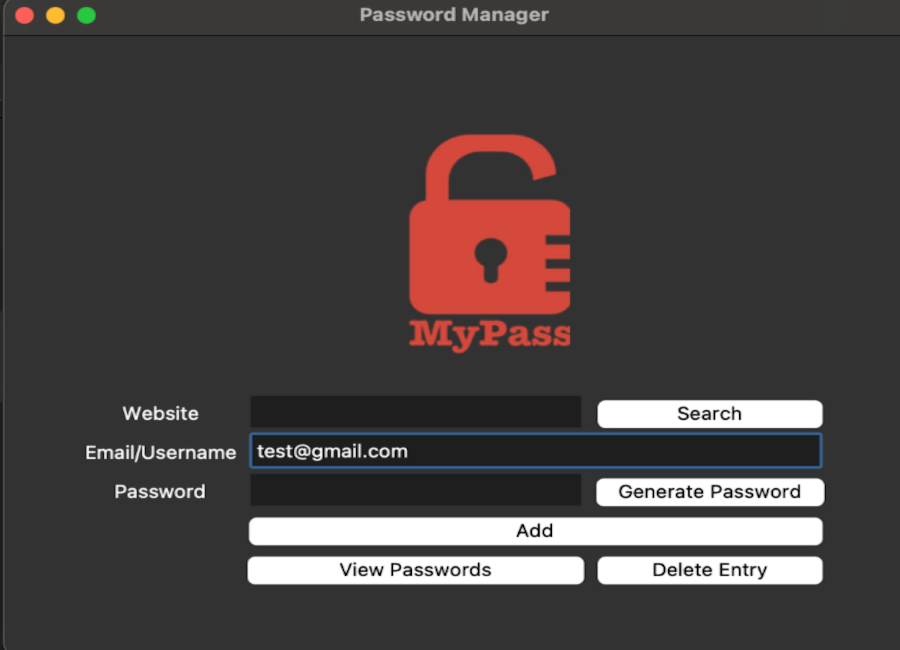 Password Manager
MyPass
Website
Search
Email/Username
test@gmail.com
Password
Generate Password
Add
View Passwords
Delete Entry